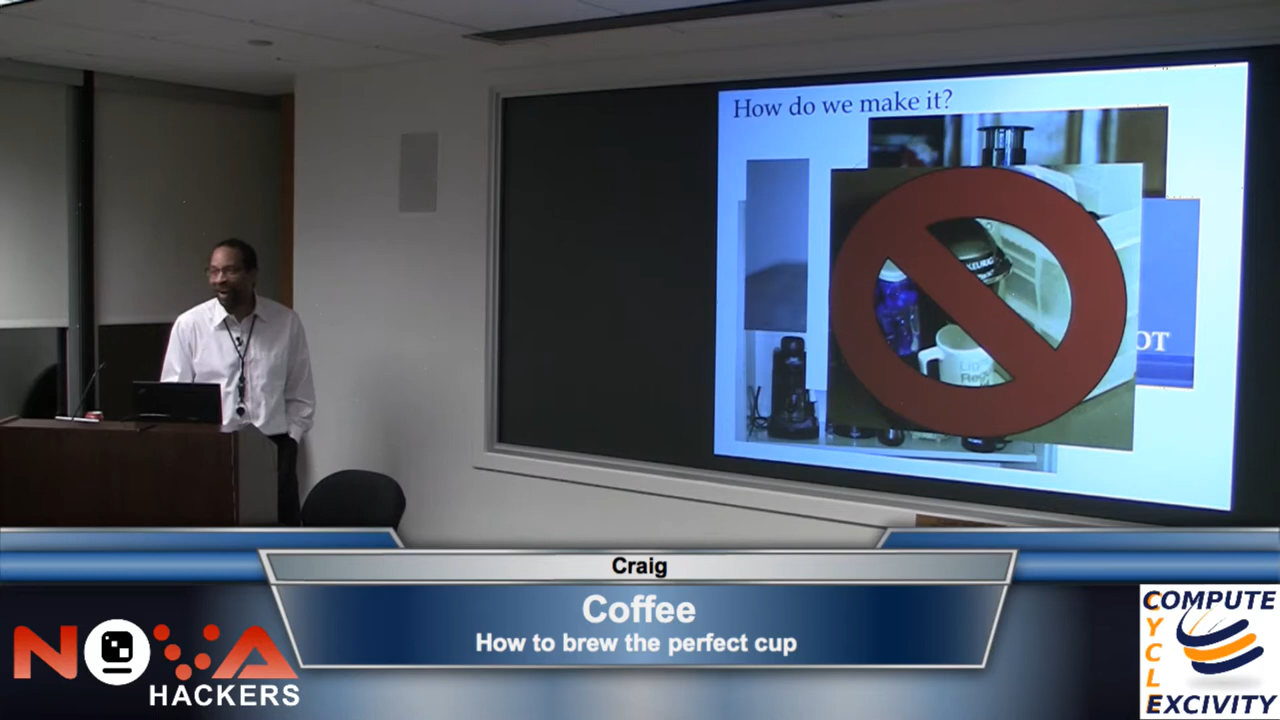 How do we make it?
KEURIG
OT
Craig
Coffee
How to brew the perfect cup
NOVA
HACKERS
COMPUTE
CYCLE
EXCIVITY